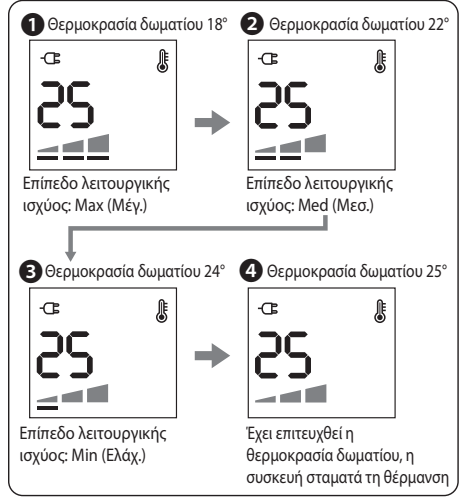 1 Θερμοκρασία δωματίου 18°
25
Επίπεδο λειτουργικής
ισχύος: Max (Μέγ.)
2 Θερμοκρασία δωματίου 22°
25
Επίπεδο λειτουργικής
ισχύος: Med (Μεσ.)
3 Θερμοκρασία δωματίου 24°
25
Επίπεδο λειτουργικής
ισχύος: Min (Ελάχ.)
4 Θερμοκρασία δωματίου 25°
25
Έχει επιτευχθεί η
θερμοκρασία δωματίου, η
συσκευή σταματά τη θέρμανση